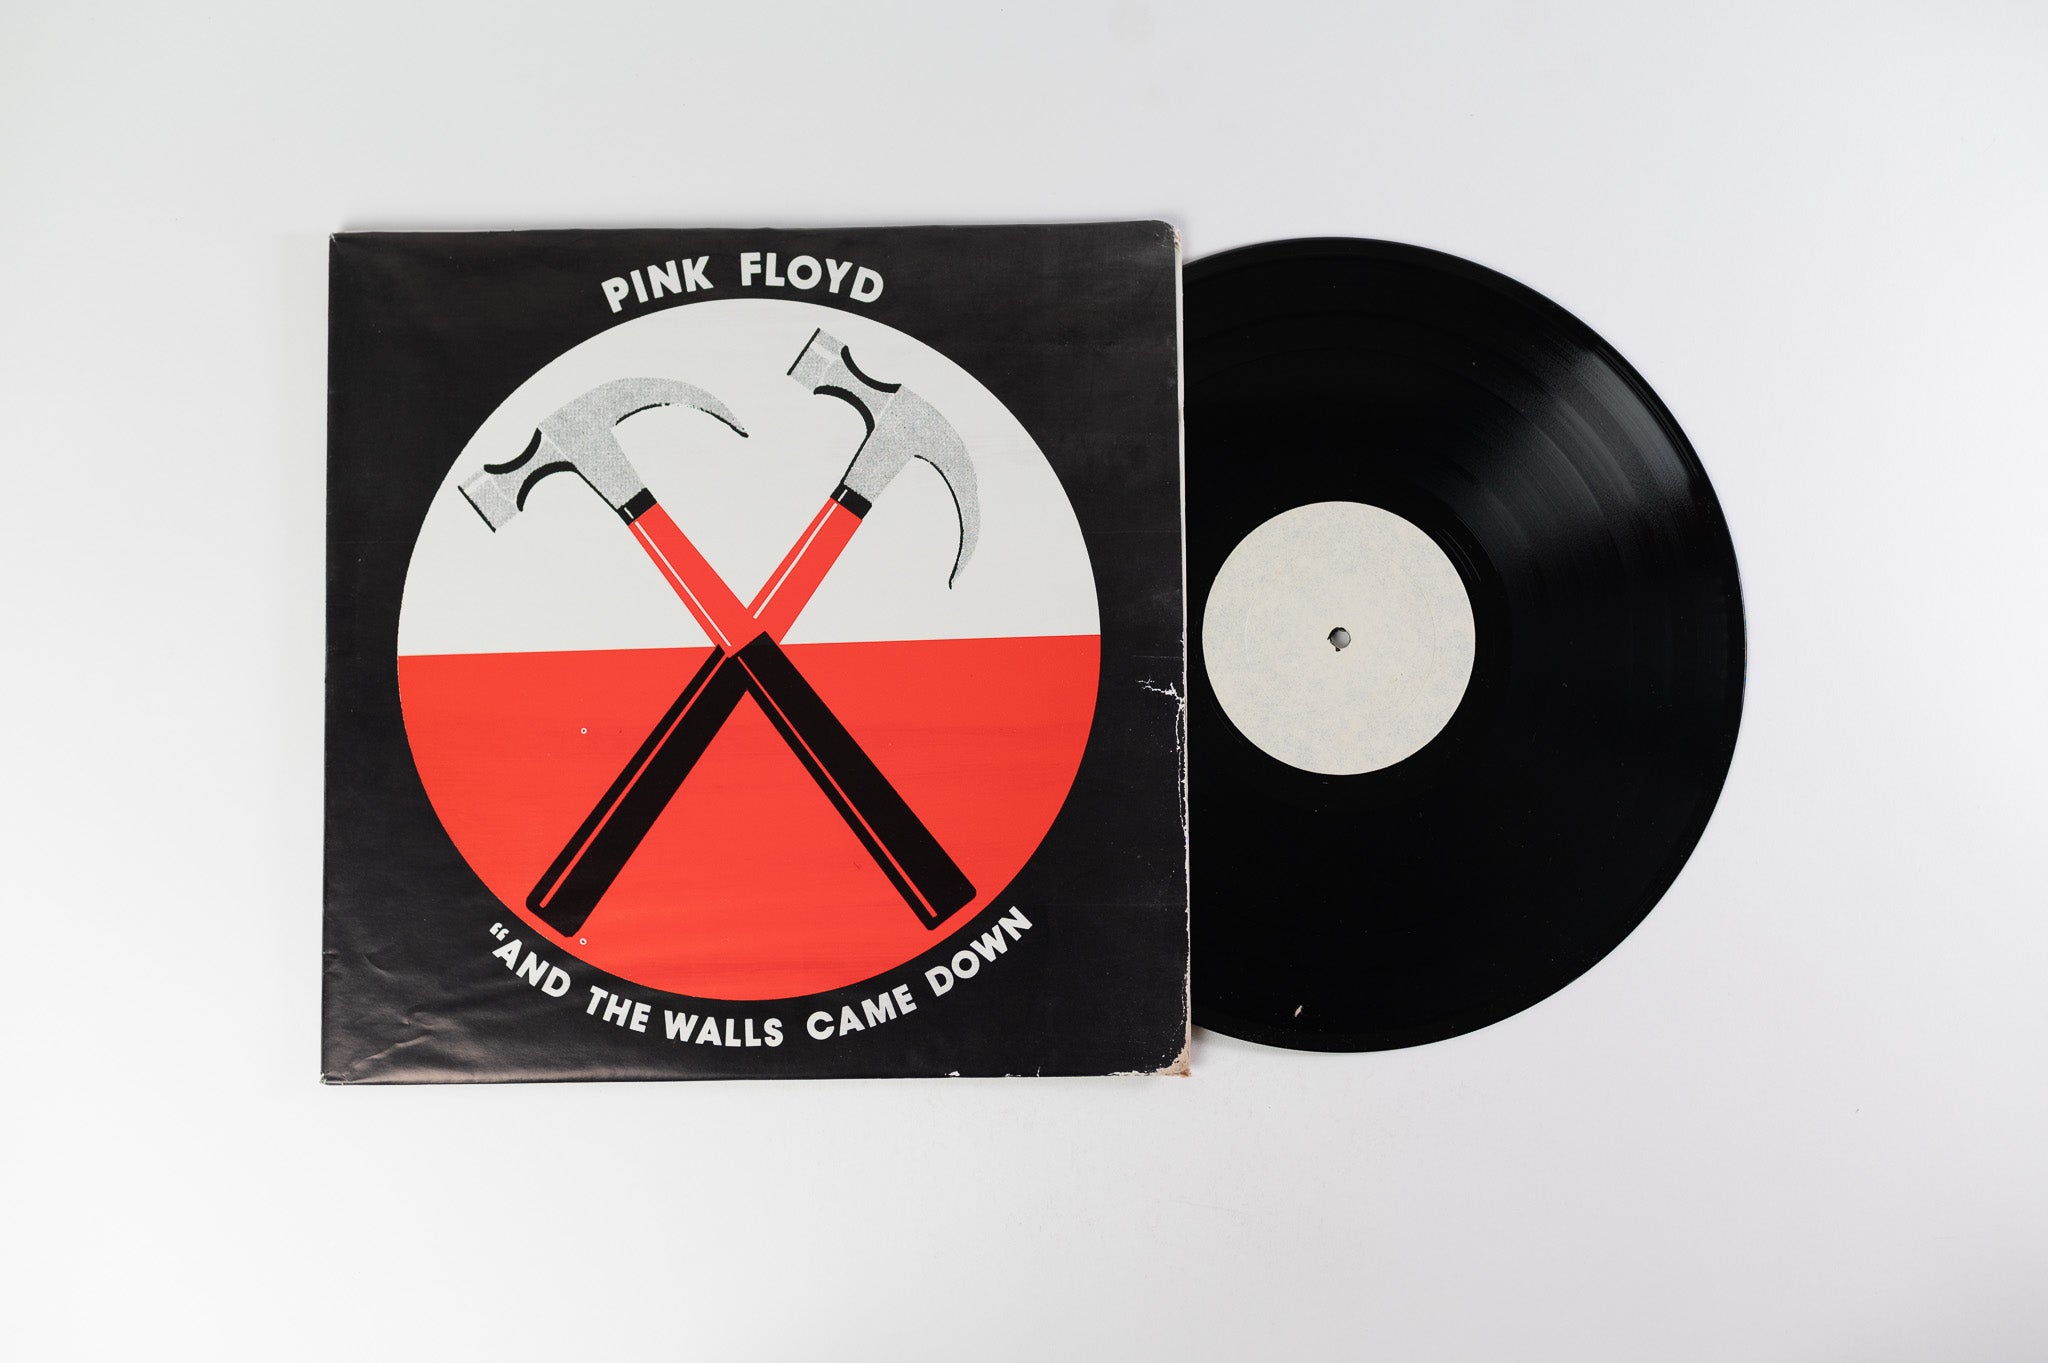 PINK FLOYD
“AND THE WALLS CAME DOWN